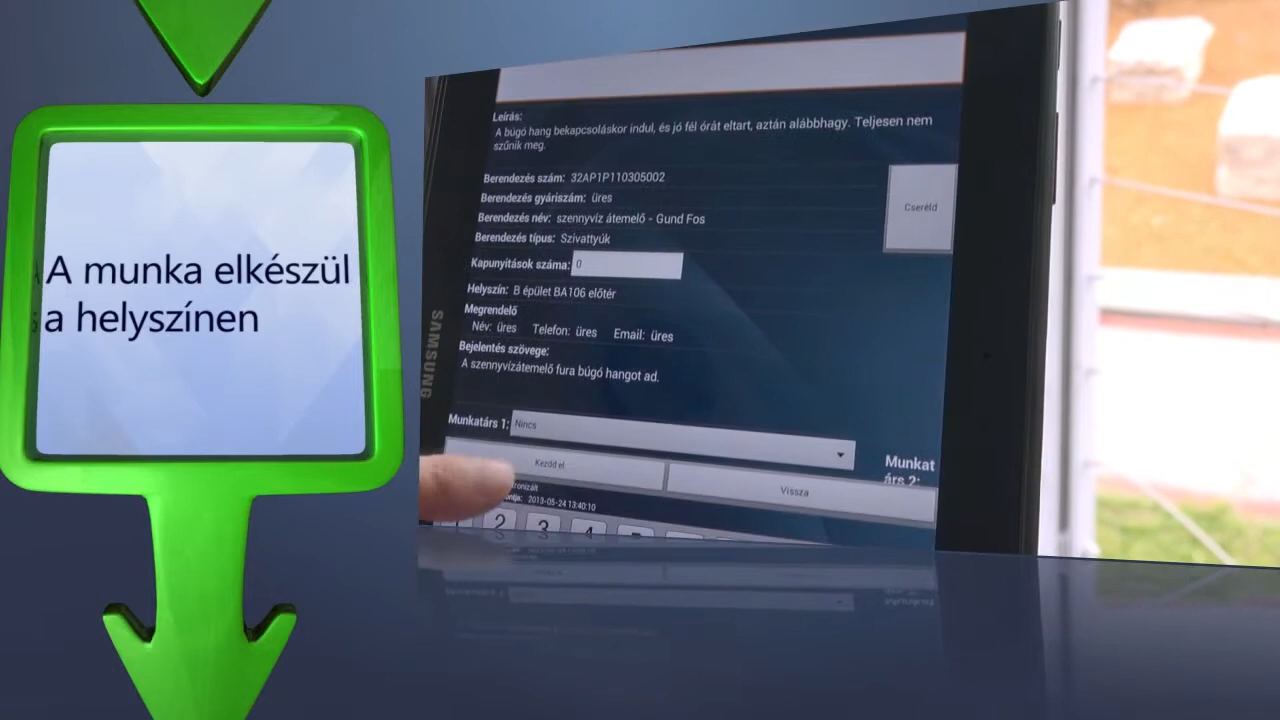 A munka elkészül
a helyszínen
Leírás:
A búgó hang bekapcsoláskor indul, és jó fél órát eltart, aztán alábbhagy. Teljesen nem
szűnik meg.
Berendezés szám: 32AP1P110305002
Berendezés gyáriszám: üres
Berendezés név: szennyvíz átemelő - Gund Fos
Berendezés típus: Szivattyúk
Cseréld
Kapunyitások száma: 0
Helyszín: B épület BA106 előtér
Megrendelő
Név: üres Telefon: üres Email: üres
Bejelentés szövege:
A szennyvízátemelő fura búgó hangot ad.
SAMSUNG
Munkatárs 1: Nincs
Munkat
árs 2:
Kezdd el
Vissza
2013-05-24 13:40:10
1 2 3 4